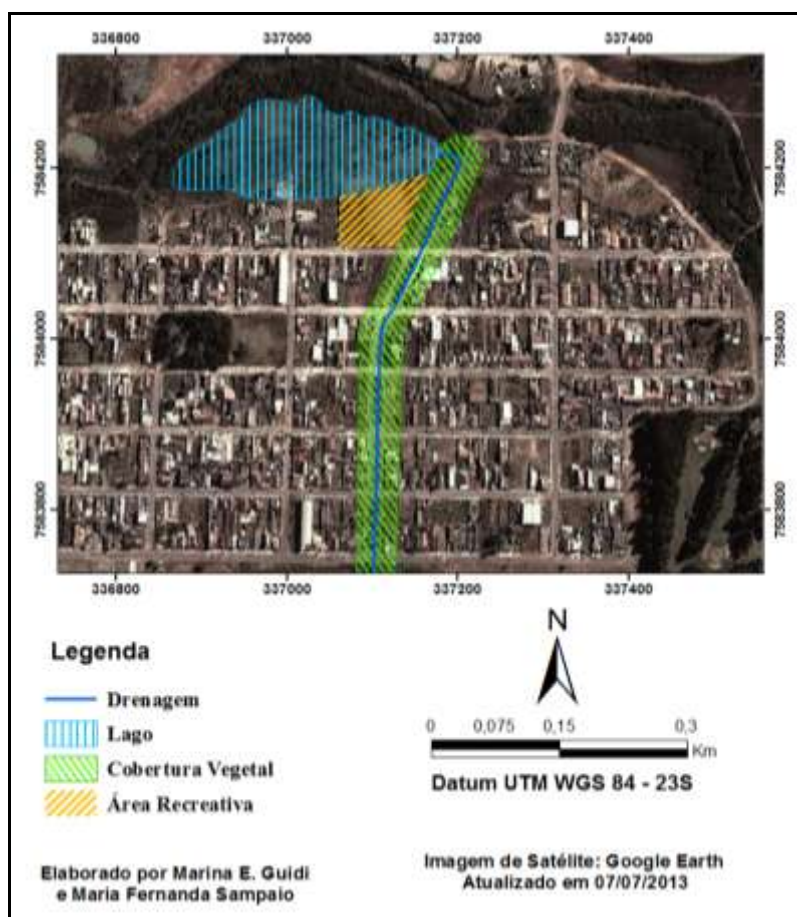 336800 337000 337200 337400
7584200 7584200
7584000 7584000
7583800 7583800
336800 337000 337200 337400
Legenda
Drenagem
Lago
Cobertura Vegetal
Área Recreativa
N
0 0,075 0,15 0,3
Km
Datum UTM WGS 84 - 23S
Elaborado por Marina E. Guidi
e Maria Fernanda Sampaio
Imagem de Satélite: Google Earth
Atualizado em 07/07/2013